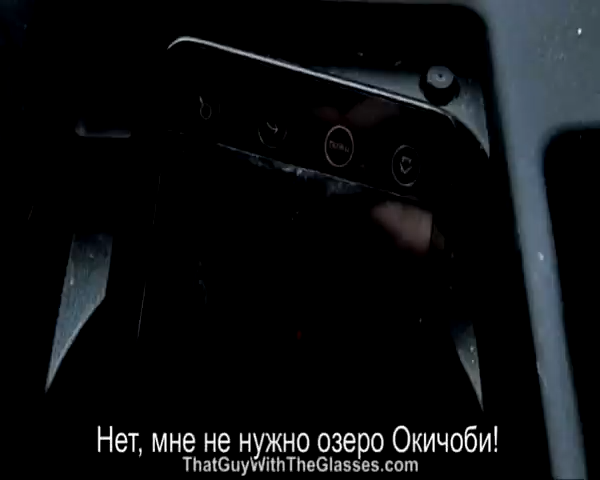 Нет, мне не нужно озеро Окичоби!
ThatGuyWithTheGlasses.com